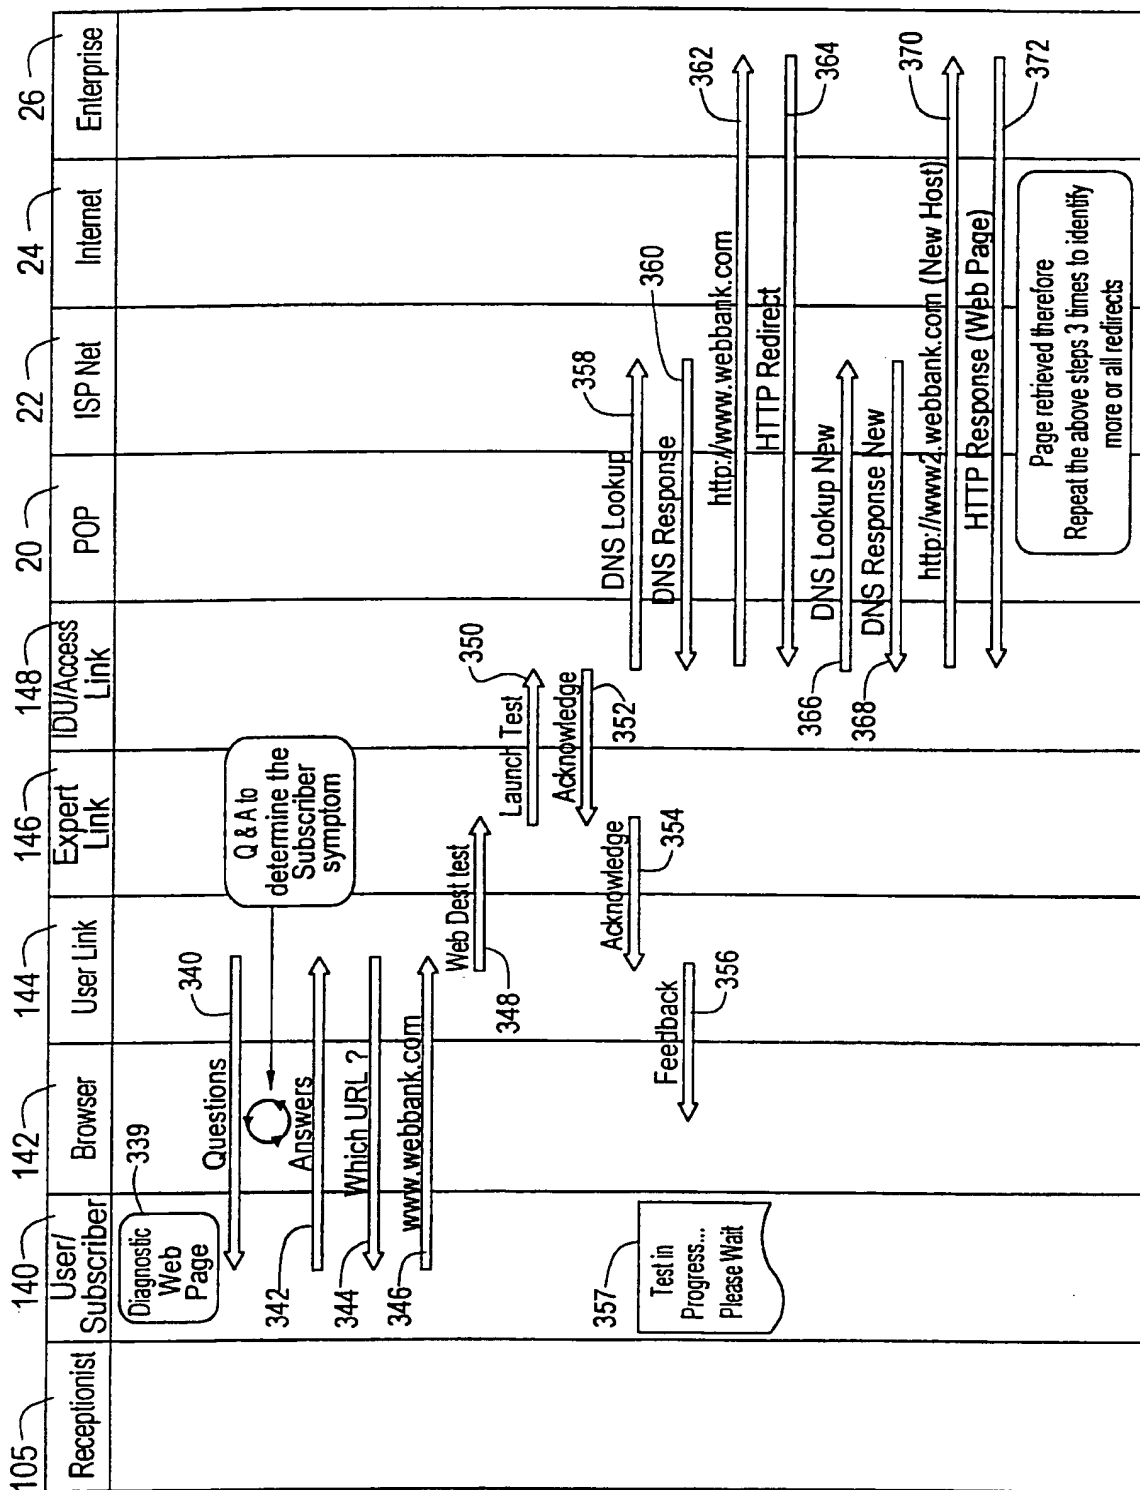 105
140
142
144
146
148
20
22
24
26
Receptionist
User/
Subscriber
Browser
User Link
Expert
Link
IDU/Access
Link
POP
ISP Net
Internet
Enterprise
Diagnostic
Web
Page
339
Questions
340
Q & A to
determine the
Subscriber
symptom
342
Answers
344
Which URL ?
346
www.webbank.com
348
Web Dest test
Launch Test
350
Acknowledge
352
Acknowledge
354
Feedback
356
357
Test in
Progress...
Please Wait
DNS Lookup
358
DNS Response
360
http://www.webbank.com
362
HTTP Redirect
364
366
DNS Lookup New
368
DNS Response New
http://www2.webbank.com (New Host)
370
HTTP Response (Web Page)
372
Page retrieved therefore
Repeat the above steps 3 times to identify
more or all redirects